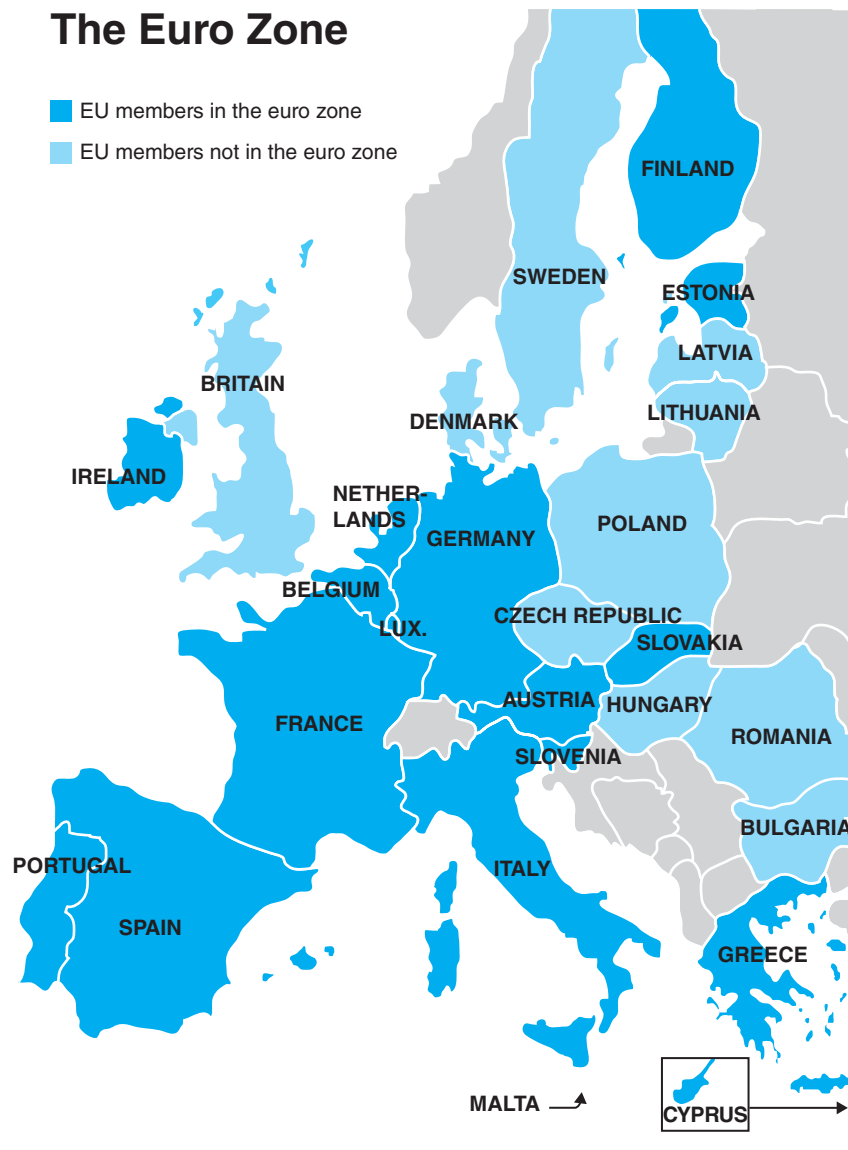 The Euro Zone
EU members in the euro zone
EU members not in the euro zone
FINLAND
SWEDEN
ESTONIA
LATVIA
BRITAIN
LITHUANIA
DENMARK
IRELAND
NETHER-
LANDS
POLAND
GERMANY
BELGIUM
CZECH REPUBLIC
LUX.
SLOVAKIA
AUSTRIA
HUNGARY
FRANCE
ROMANIA
SLOVENIA
BULGARIA
PORTUGAL
ITALY
SPAIN
GREECE
MALTA
CYPRUS